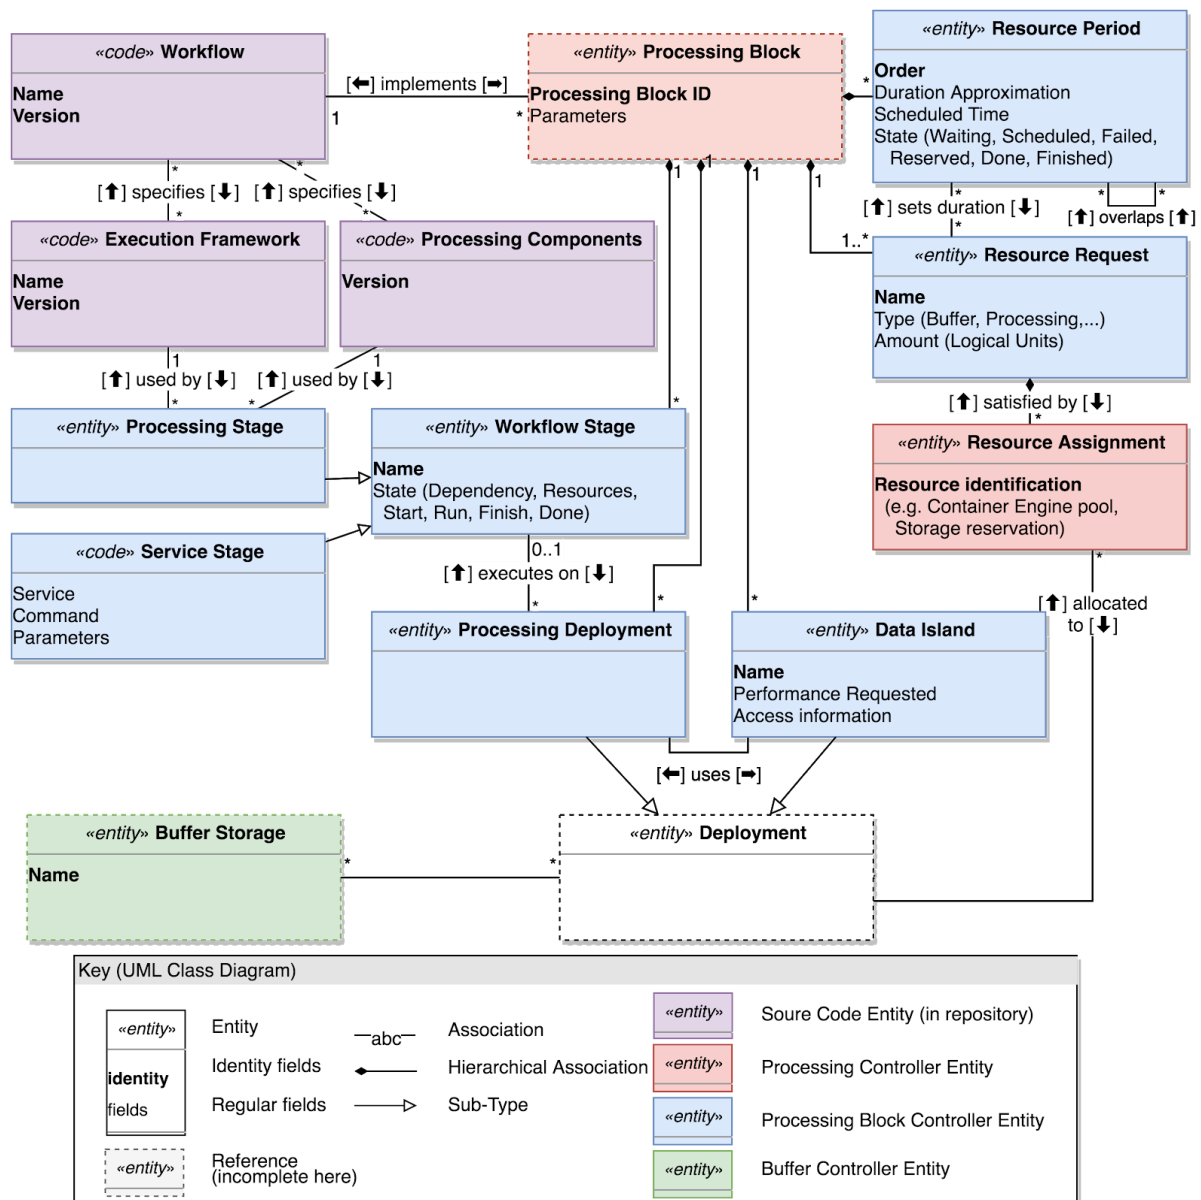 «code» Workflow
Name
Version
[⬅] implements [➡]
1
*
«entity» Processing Block
Processing Block ID
Parameters
*
«entity» Resource Period
Order
Duration Approximation
Scheduled Time
State (Waiting, Scheduled, Failed,
Reserved, Done, Finished)
*
*
[⬆] specifies [⬇]
[⬆] specifies [⬇]
*
*
1
1
1
1
*
*
*
[⬆] sets duration [⬇]
[⬆] overlaps [⬆]
*
1..*
«code» Execution Framework
Name
Version
«code» Processing Components
Version
«entity» Resource Request
Name
Type (Buffer, Processing,...)
Amount (Logical Units)
1
1
[⬆] used by [⬇]
[⬆] used by [⬇]
*
*
*
[⬆] satisfied by [⬇]
*
«entity» Processing Stage
«entity» Workflow Stage
Name
State (Dependency, Resources,
Start, Run, Finish, Done)
«entity» Resource Assignment
Resource identification
(e.g. Container Engine pool,
Storage reservation)
«code» Service Stage
Service
Command
Parameters
0..1
[⬆] executes on [⬇]
*
*
*
*
[⬆] allocated
to [⬇]
«entity» Processing Deployment
«entity» Data Island
Name
Performance Requested
Access information
[⬅] uses [➡]
«entity» Buffer Storage
Name
*
*
«entity» Deployment
Key (UML Class Diagram)
«entity»
identity
fields
«entity»
Entity
Identity fields
Regular fields
Reference
(incomplete here)
abc
Association
Hierarchical Association
Sub-Type
«entity»
Soure Code Entity (in repository)
«entity»
Processing Controller Entity
«entity»
Processing Block Controller Entity
«entity»
Buffer Controller Entity